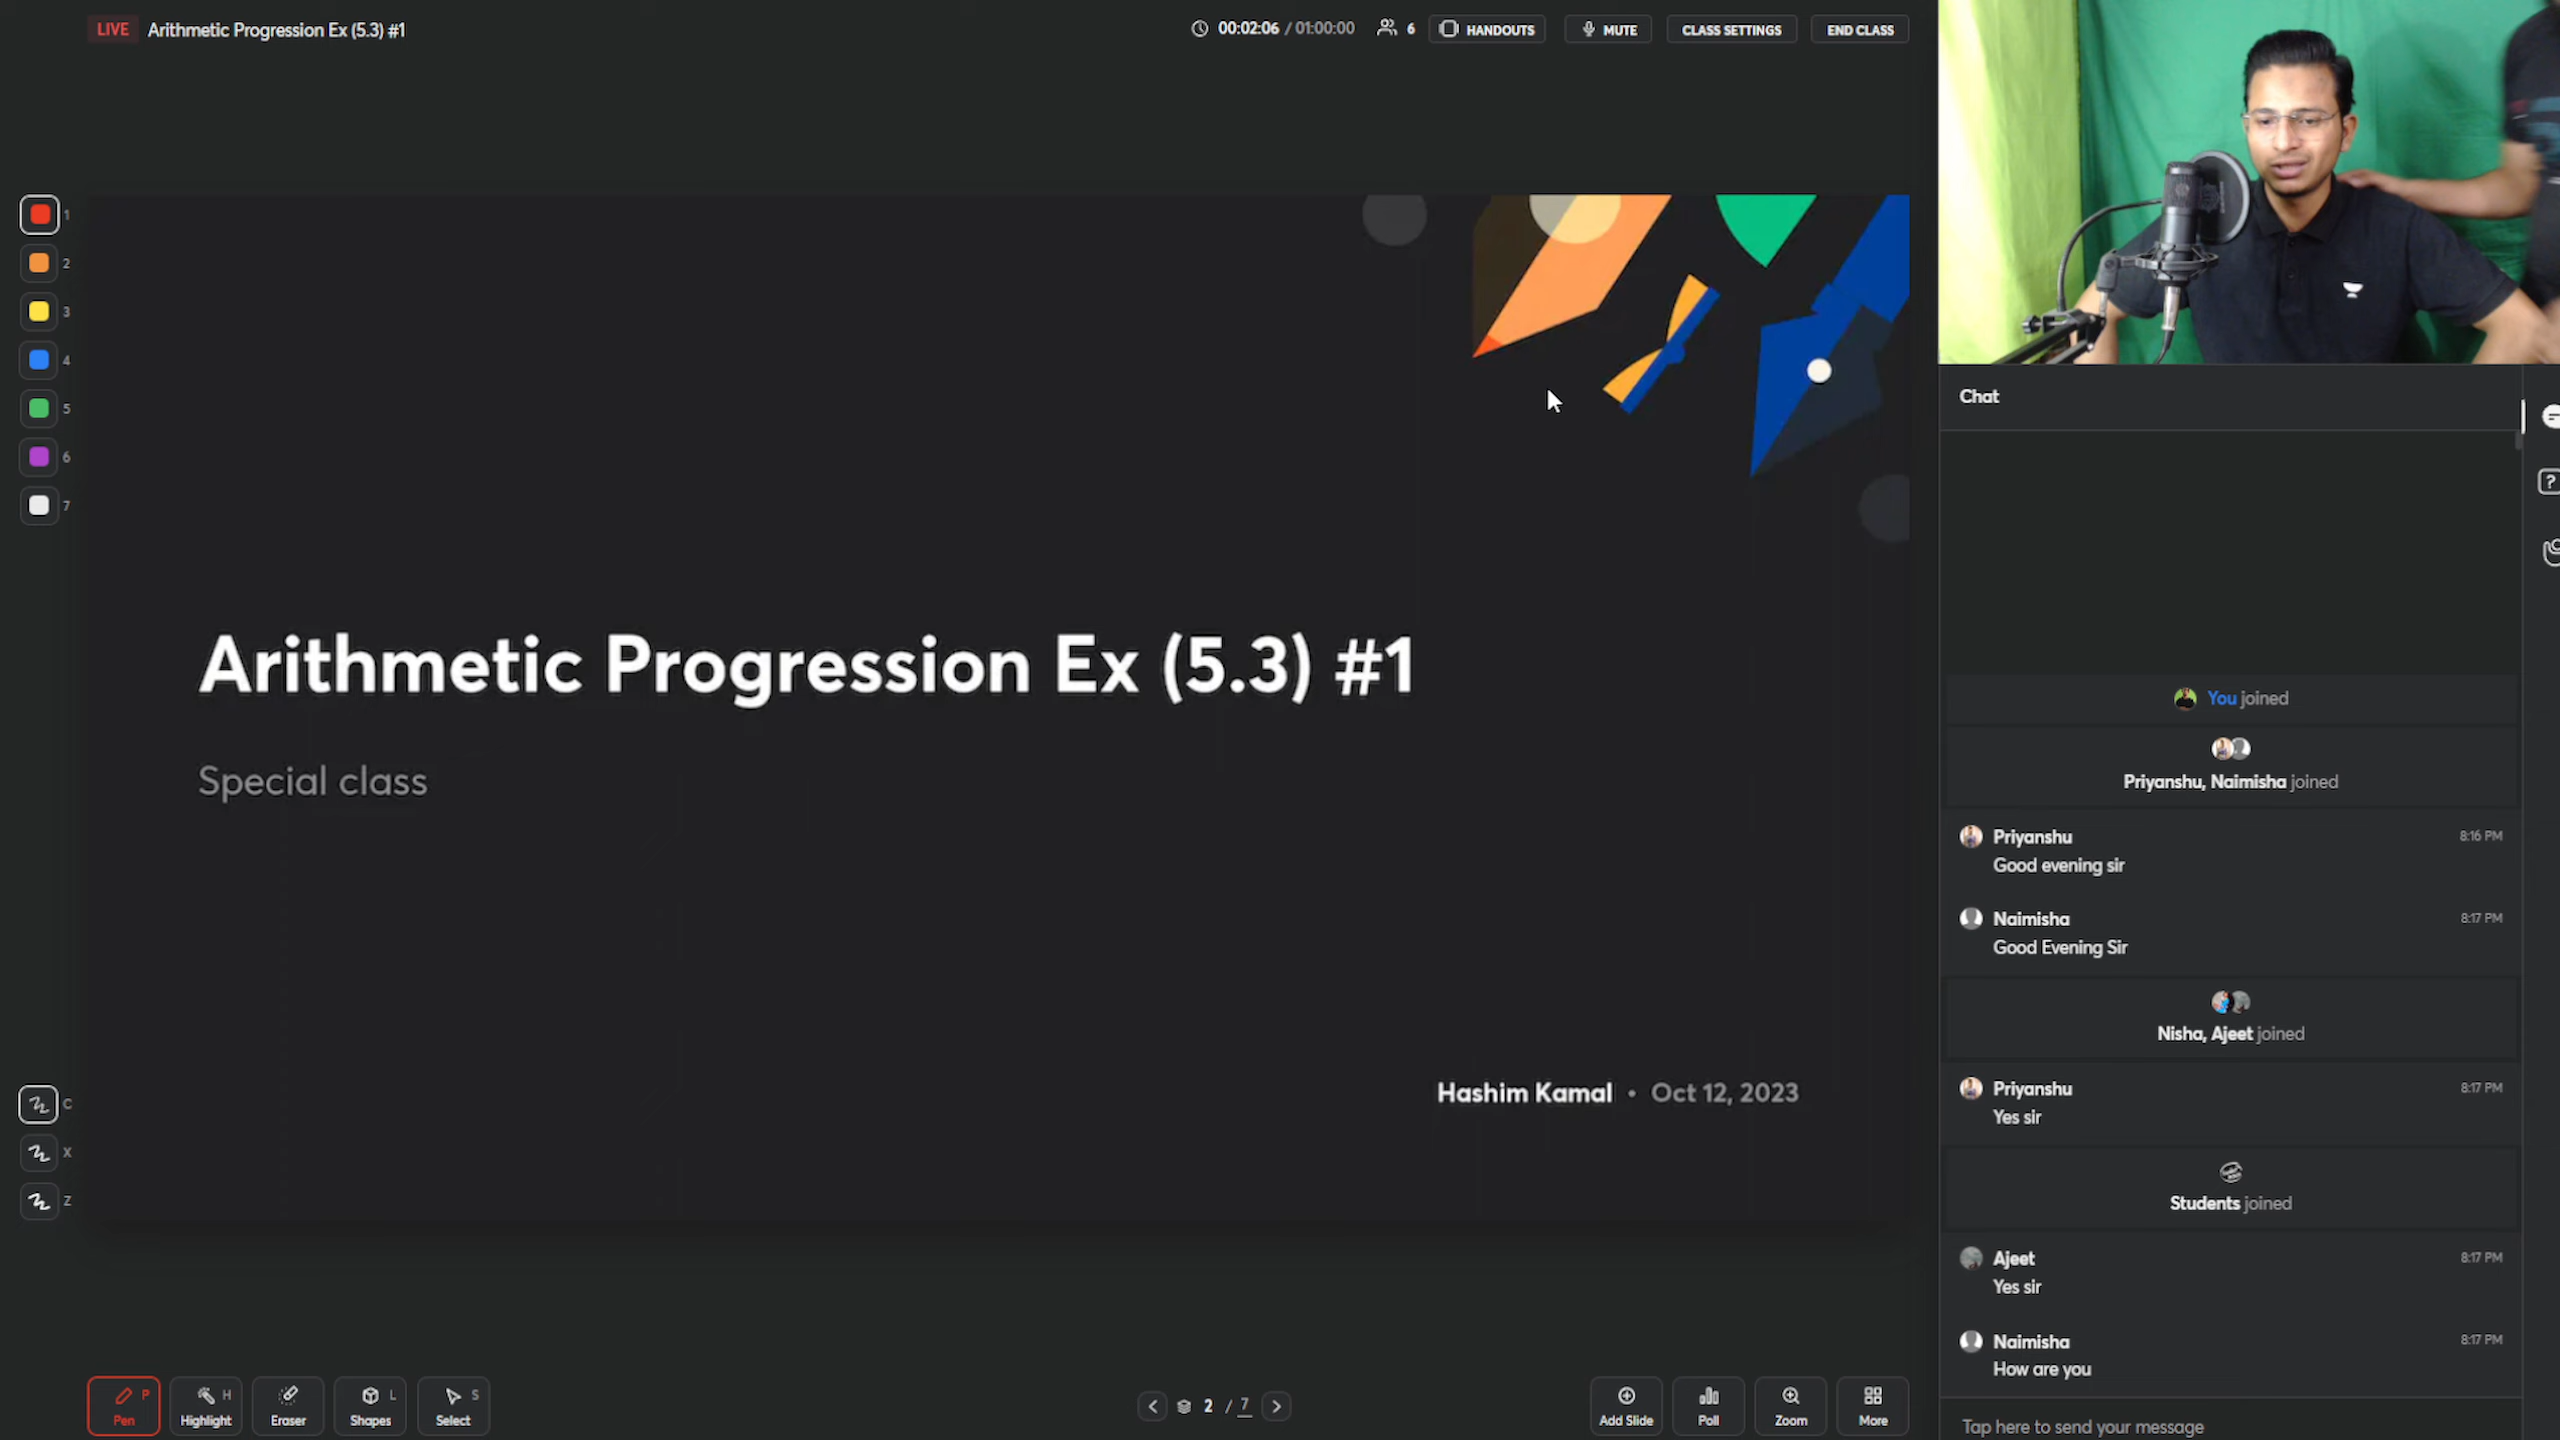 LIVE Arithmetic Progression Ex (5.3) #1
00:02:06 / 01:00:00 6 HANDOUTS MUTE CLASS SETTINGS END CLASS
1
2
3
4
5
6
7
Arithmetic Progression Ex (5.3) #1
Special class
Hashim Kamal • Oct 12, 2023
C
X
Z
P H L S
Pen Highlight Eraser Shapes Select
2 / 7
Add Slide Poll Zoom More
Chat
You joined
Priyanshu, Naimisha joined
Priyanshu 8:16 PM
Good evening sir
Naimisha 8:17 PM
Good Evening Sir
Nisha, Ajeet joined
Priyanshu 8:17 PM
Yes sir
Students joined
Ajeet 8:17 PM
Yes sir
Naimisha 8:17 PM
How are you
Tap here to send your message
?